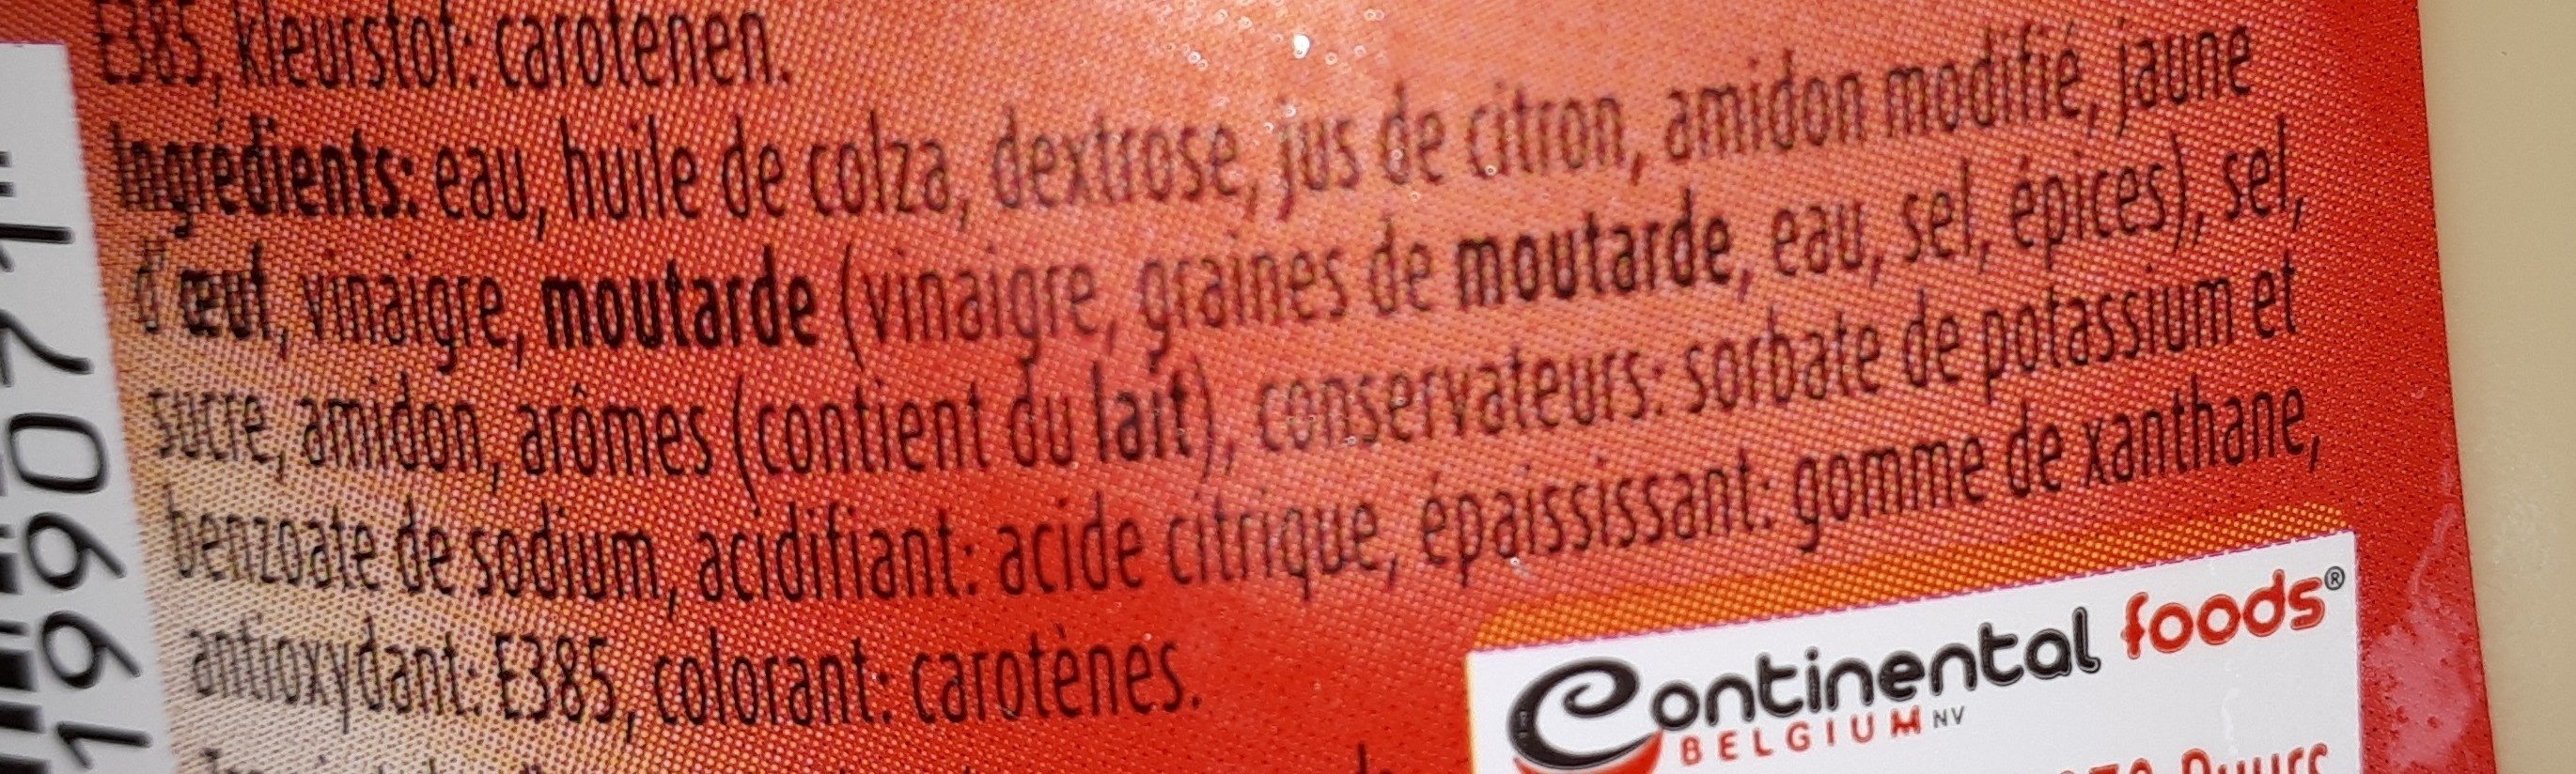 E385, kleurstof: carotenen.
Ingrédients: eau, huile de colza, dextrose, jus de citron, amidon modifié, jaune
d'œuf, vinaigre, moutarde (vinaigre, graines de moutarde, eau, sel, épices), sel,
sucre, amidon, arômes (contient du lait), conservateurs: sorbate de potassium et
benzoate de sodium, acidifiant: acide citrique, épaississant: gomme de xanthane,
antioxydant: E385, colorant: carotènes.
Continental foods®
BELGIUM NV